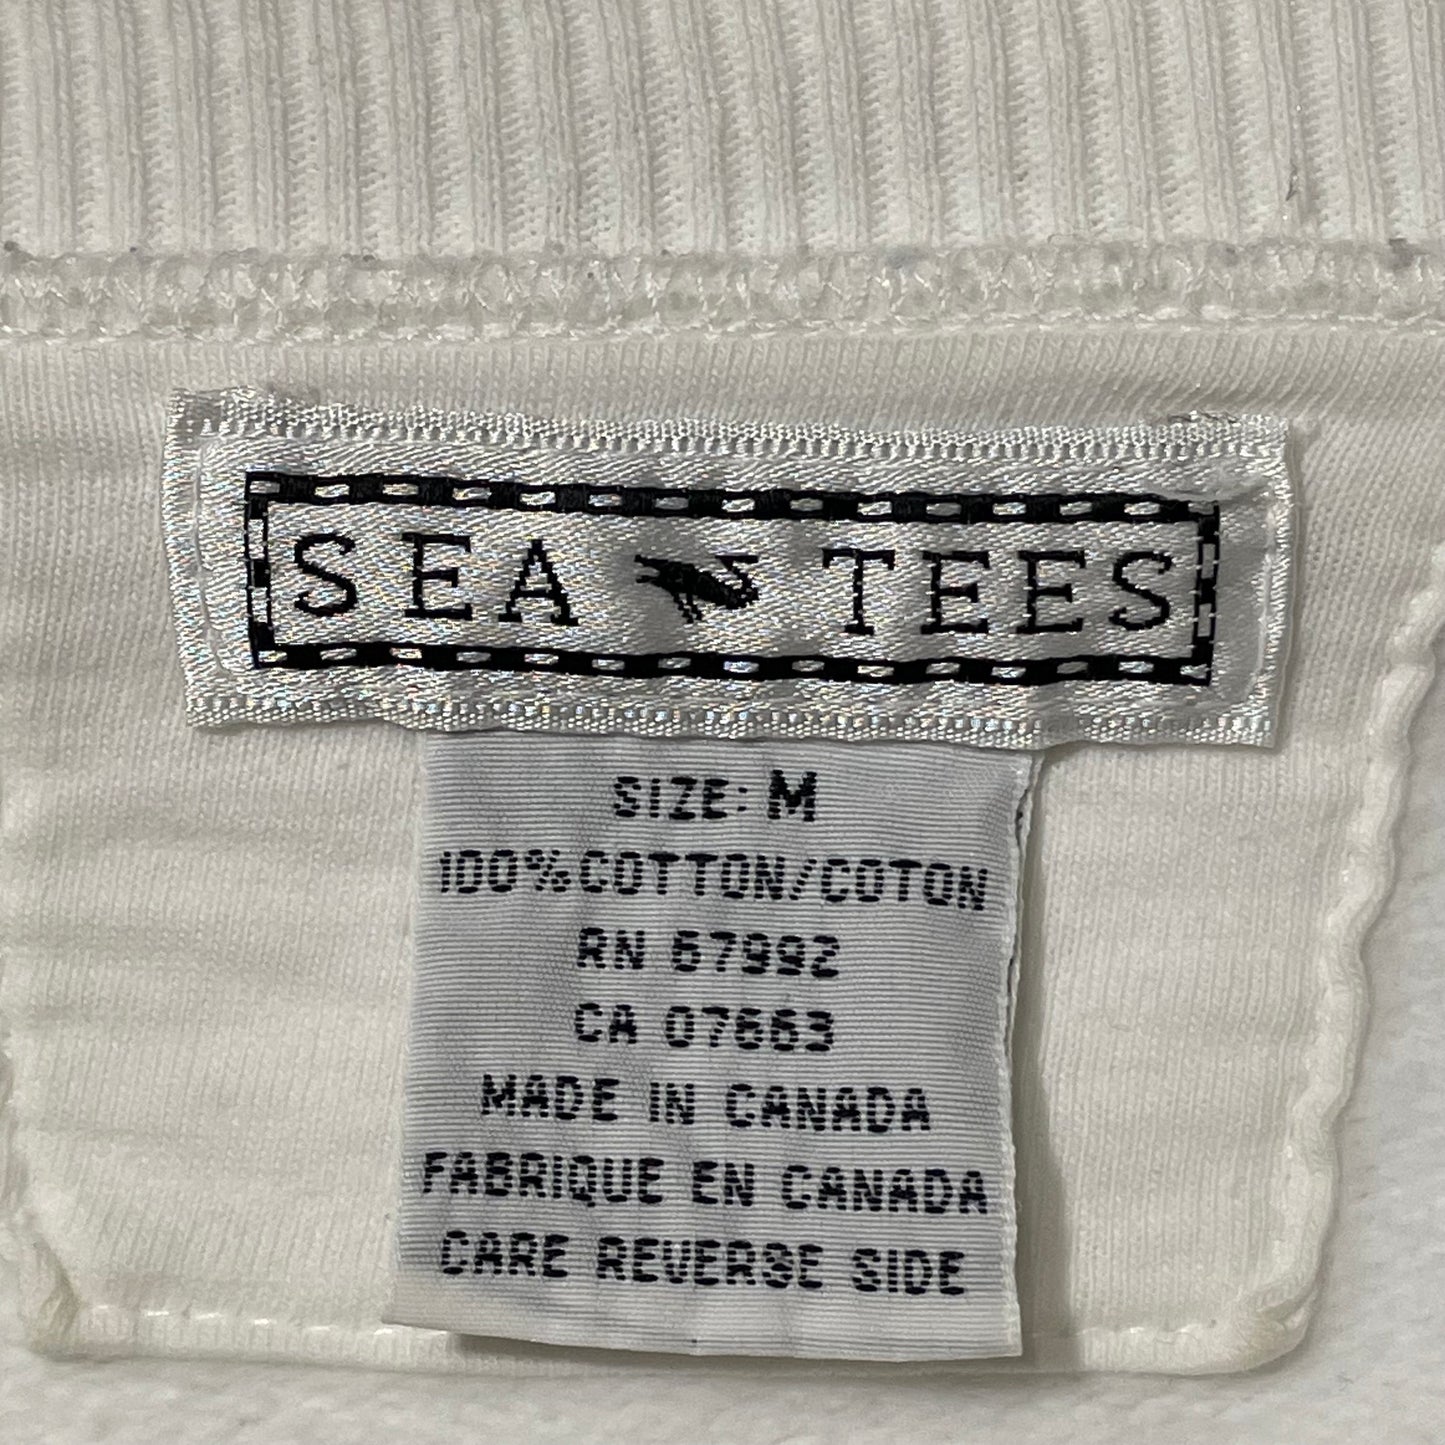 SEA TEES
SIZE: M
100% COTTON/COTON
RN 67992
CA 07663
MADE IN CANADA
FABRIQUE EN CANADA
CARE REVERSE SIDE